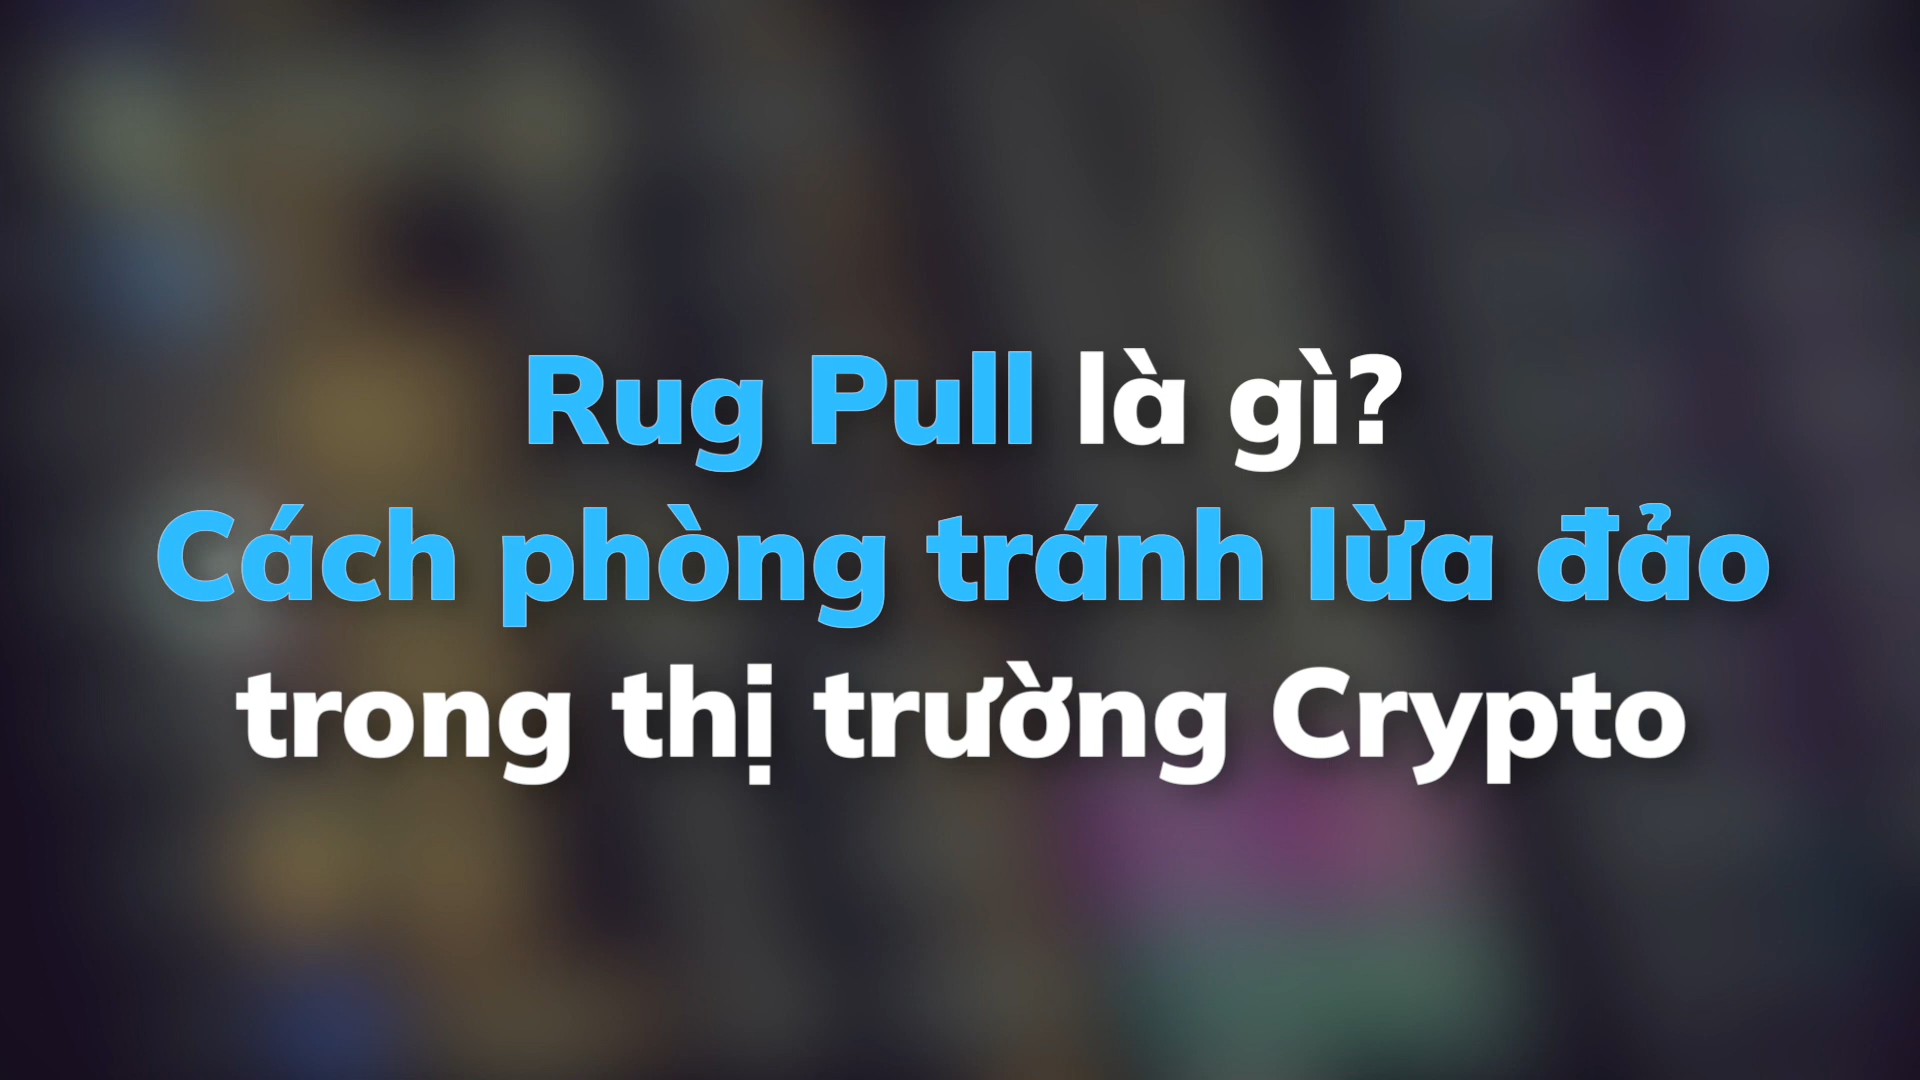 Rug Pull là gì?
Cách phòng tránh lừa đảo
trong thị trường Crypto